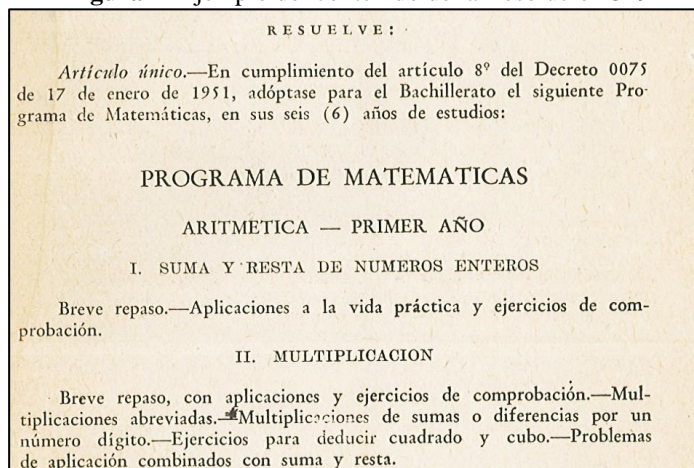 RESUELVE:
Artículo único.—En cumplimiento del artículo 8º del Decreto 0075
de 17 de enero de 1951, adóptase para el Bachillerato el siguiente Pro-
grama de Matemáticas, en sus seis (6) años de estudios:
PROGRAMA DE MATEMATICAS
ARITMETICA — PRIMER AÑO
I. SUMA Y RESTA DE NUMEROS ENTEROS
Breve repaso.—Aplicaciones a la vida práctica y ejercicios de com-
probación.
II. MULTIPLICACION
Breve repaso, con aplicaciones y ejercicios de comprobación.—Mul-
tiplicaciones abreviadas.—Multiplicaciones de sumas o diferencias por un
número dígito.—Ejercicios para deducir cuadrado y cubo.—Problemas
de aplicación combinados con suma y resta.